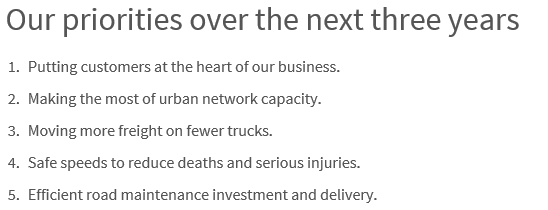 Our priorities over the next three years
1. Putting customers at the heart of our business.
2. Making the most of urban network capacity.
3. Moving more freight on fewer trucks.
4. Safe speeds to reduce deaths and serious injuries.
5. Efficient road maintenance investment and delivery.